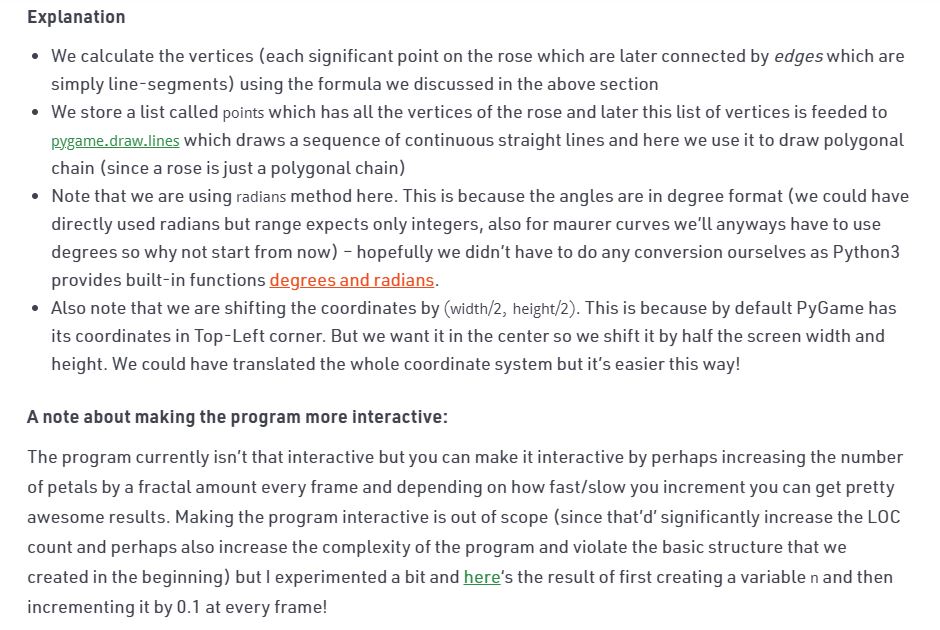 Explanation
• We calculate the vertices (each significant point on the rose which are later connected by edges which are
simply line-segments) using the formula we discussed in the above section
• We store a list called points which has all the vertices of the rose and later this list of vertices is feeded to
pygame.draw.lines which draws a sequence of continuous straight lines and here we use it to draw polygonal
chain (since a rose is just a polygonal chain)
• Note that we are using radians method here. This is because the angles are in degree format (we could have
directly used radians but range expects only integers, also for maurer curves we'll anyways have to use
degrees so why not start from now) – hopefully we didn't have to do any conversion ourselves as Python3
provides built-in functions degrees and radians.
• Also note that we are shifting the coordinates by (width/2, height/2). This is because by default PyGame has
its coordinates in Top-Left corner. But we want it in the center so we shift it by half the screen width and
height. We could have translated the whole coordinate system but it's easier this way!
A note about making the program more interactive:
The program currently isn't that interactive but you can make it interactive by perhaps increasing the number
of petals by a fractal amount every frame and depending on how fast/slow you increment you can get pretty
awesome results. Making the program interactive is out of scope (since that'd' significantly increase the LOC
count and perhaps also increase the complexity of the program and violate the basic structure that we
created in the beginning) but I experimented a bit and here's the result of first creating a variable n and then
incrementing it by 0.1 at every frame!